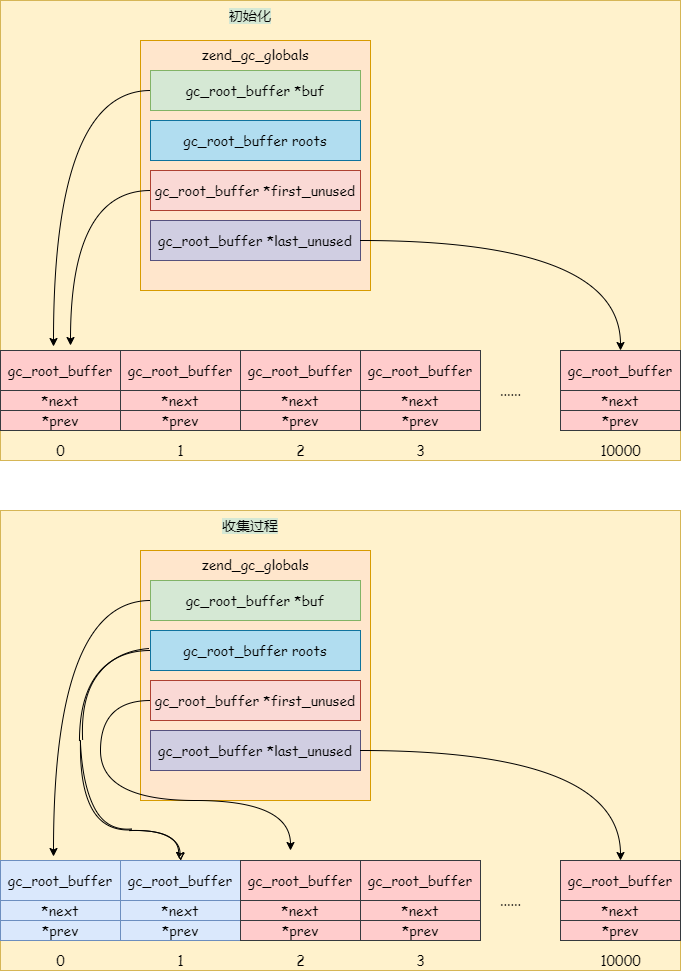 初始化
zend_gc_globals
gc_root_buffer *buf
gc_root_buffer roots
gc_root_buffer *first_unused
gc_root_buffer *last_unused
gc_root_buffer gc_root_buffer gc_root_buffer gc_root_buffer gc_root_buffer
*next *next *next *next ...... *next
*prev *prev *prev *prev *prev
0 1 2 3 10000
收集过程
zend_gc_globals
gc_root_buffer *buf
gc_root_buffer roots
gc_root_buffer *first_unused
gc_root_buffer *last_unused
gc_root_buffer gc_root_buffer gc_root_buffer gc_root_buffer gc_root_buffer
*next *next *next *next ...... *next
*prev *prev *prev *prev *prev
0 1 2 3 10000